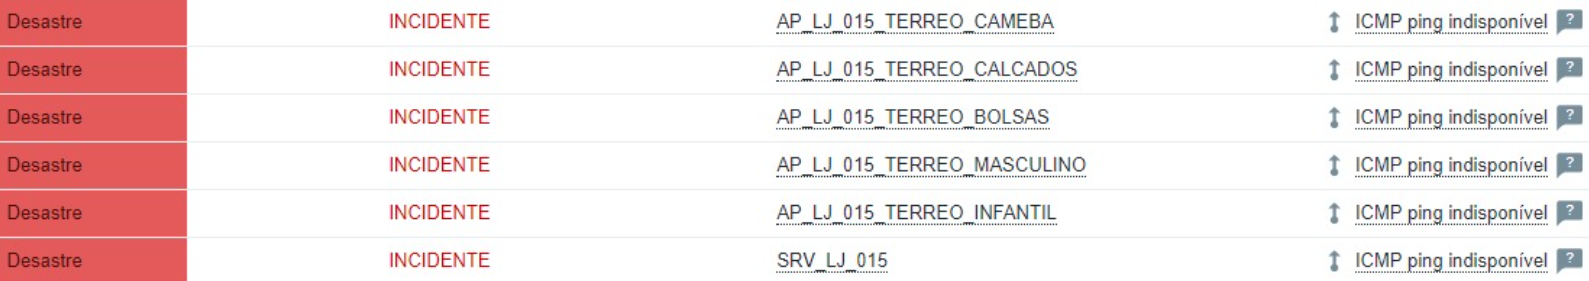 Desastre INCIDENTE AP_LJ_015_TERREO_CAMEBA ICMP ping indisponível ?
Desastre INCIDENTE AP_LJ_015_TERREO_CALCADOS ICMP ping indisponível ?
Desastre INCIDENTE AP_LJ_015_TERREO_BOLSAS ICMP ping indisponível ?
Desastre INCIDENTE AP_LJ_015_TERREO_MASCULINO ICMP ping indisponível ?
Desastre INCIDENTE AP_LJ_015_TERREO_INFANTIL ICMP ping indisponível ?
Desastre INCIDENTE SRV_LJ_015 ICMP ping indisponível ?